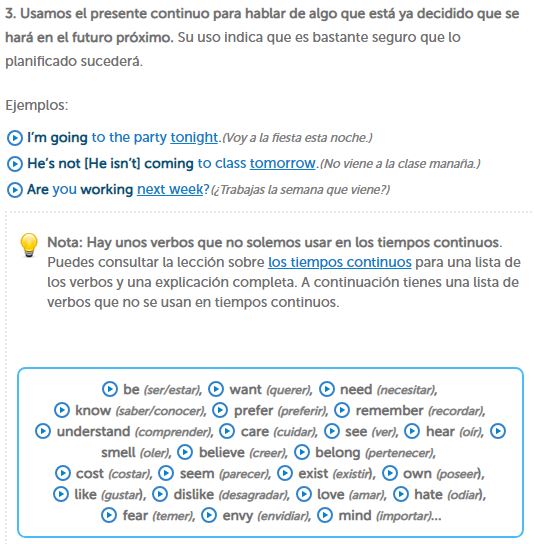 3. Usamos el presente continuo para hablar de algo que está ya decidido que se
hará en el futuro próximo. Su uso indica que es bastante seguro que lo
planificado sucederá.
Ejemplos:
I'm going to the party tonight.(Voy a la fiesta esta noche.)
He's not [He isn't] coming to class tomorrow.(No viene a la clase manaña.)
Are you working next week?(¿Trabajas la semana que viene?)
Nota: Hay unos verbos que no solemos usar en los tiempos continuos.
Puedes consultar la lección sobre los tiempos continuos para una lista de
los verbos y una explicación completa. A continuación tienes una lista de
verbos que no se usan en tiempos continuos.
be (ser/estar), want (querer), need (necesitar),
know (saber/conocer), prefer (preferir), remember (recordar),
understand (comprender), care (cuidar), see (ver), hear (oír),
smell (oler), believe (creer), belong (pertenecer),
cost (costar), seem (parecer), exist (existir), own (poseer),
like (gustar), dislike (desagradar), love (amar), hate (odiar),
fear (temer), envy (envidiar), mind (importar)...